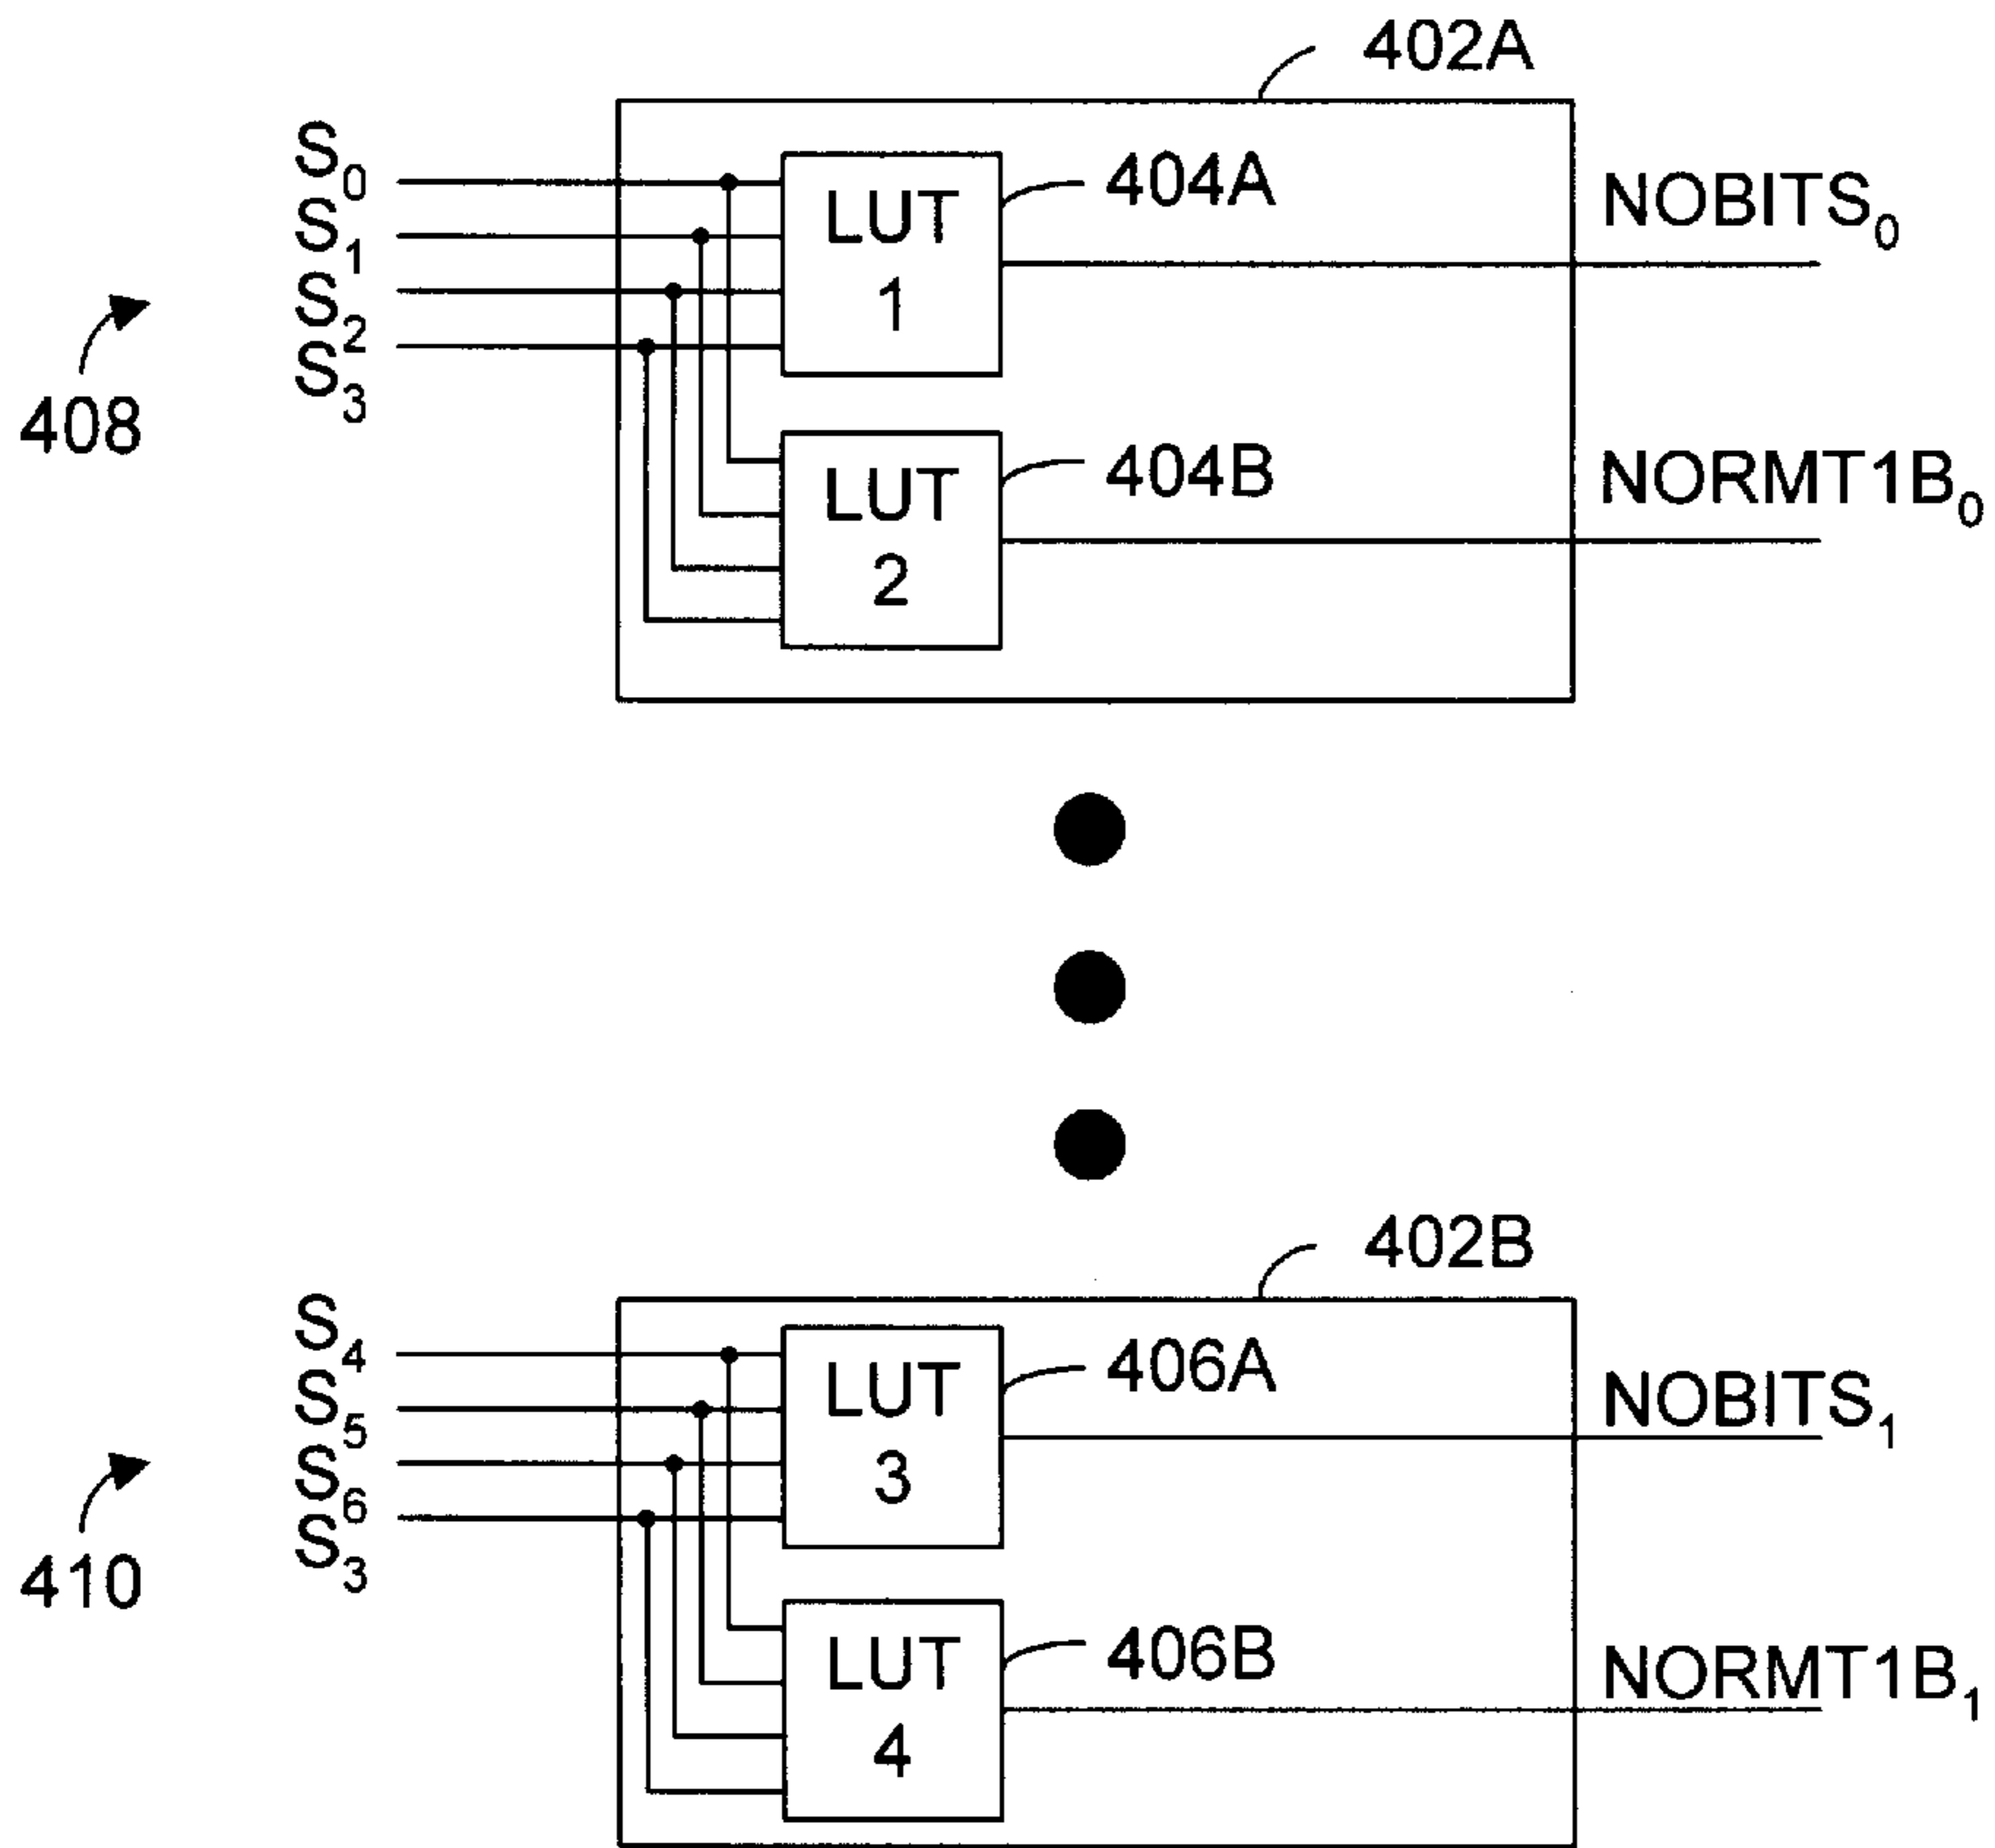 402A
S₀
S₁
S₂
S₃
408
LUT
1
404A
NOBITS₀
LUT
2
404B
NORMT1B₀
402B
S₄
S₅
S₆
S₃
410
LUT
3
406A
NOBITS₁
LUT
4
406B
NORMT1B₁